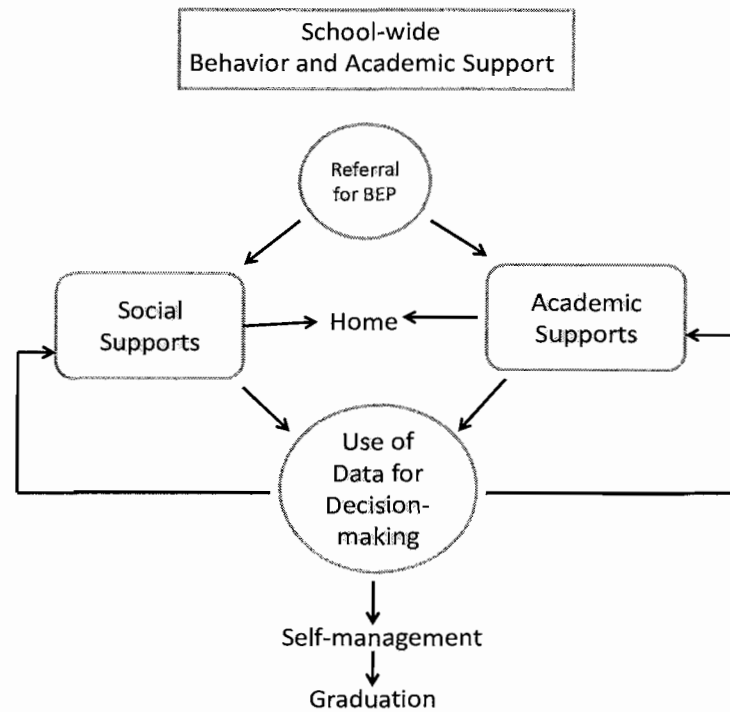 School-wide
Behavior and Academic Support
Referral
for BEP
Social
Supports
Home
Academic
Supports
Use of
Data for
Decision-
making
Self-management
Graduation